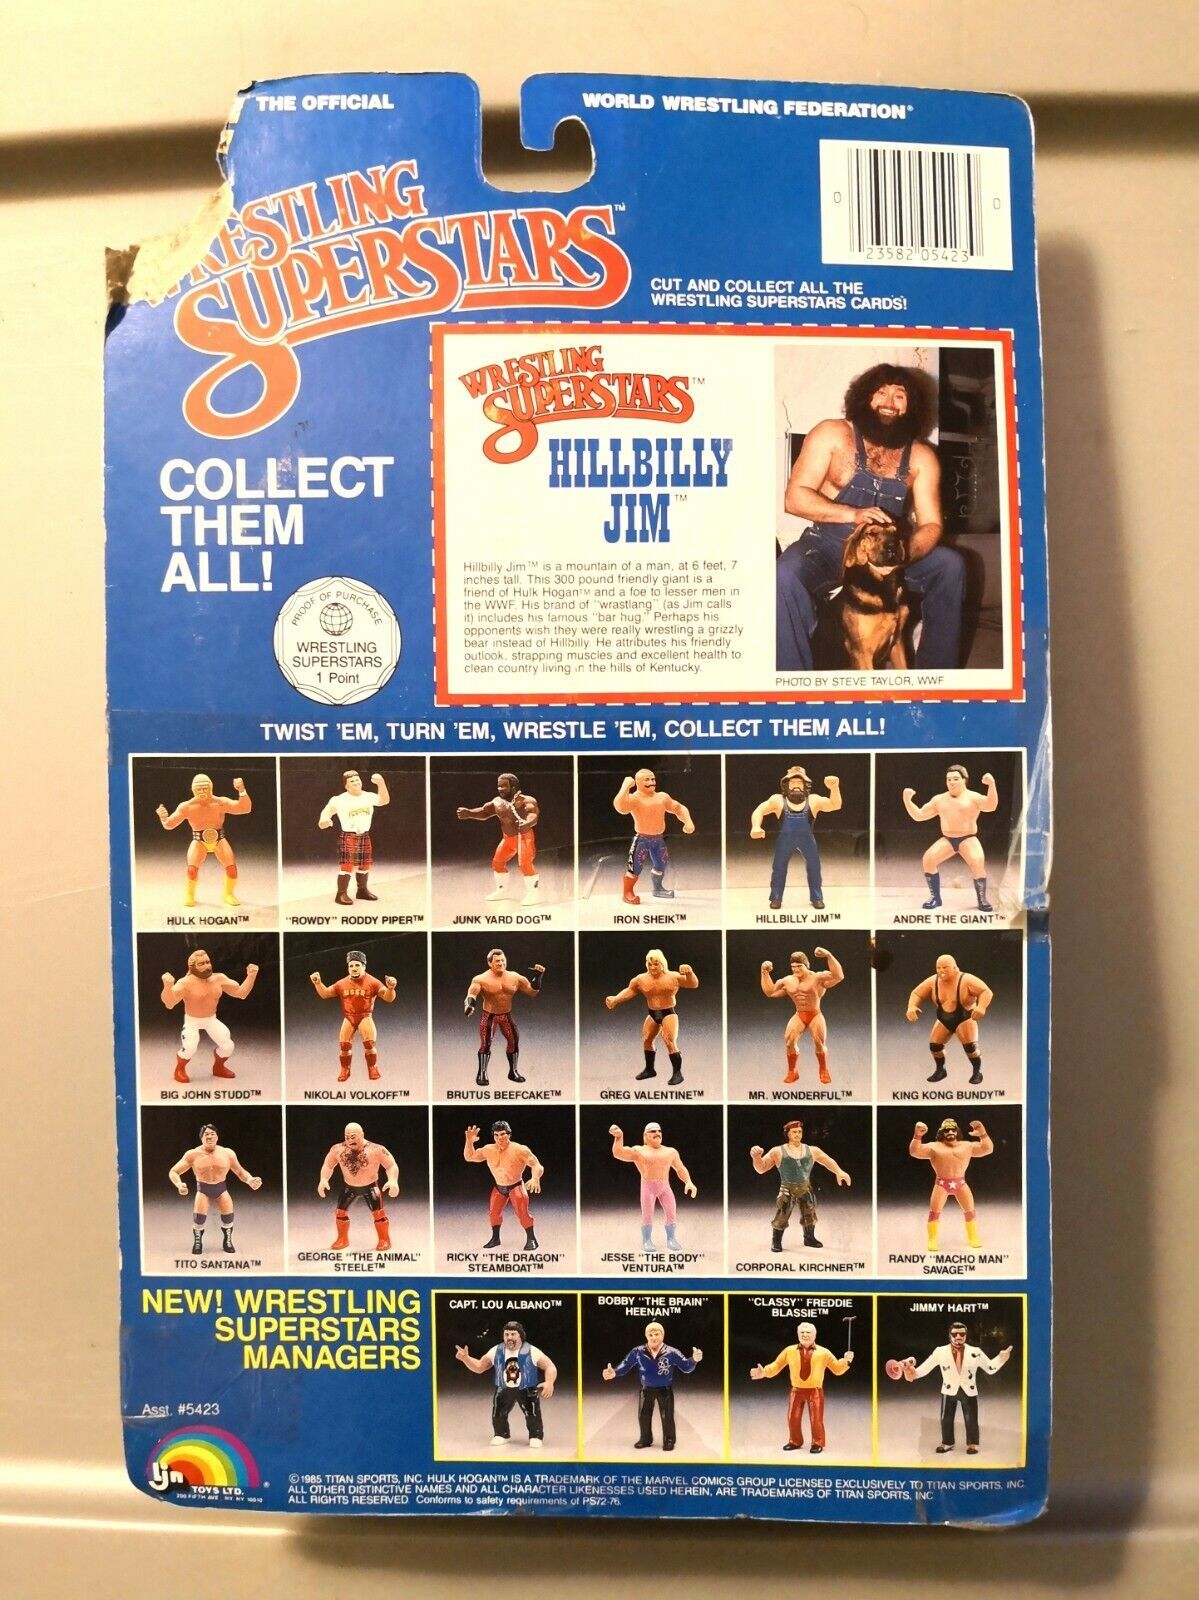 THE OFFICIAL
WORLD WRESTLING FEDERATION®
WRESTLING
SUPERSTARS™
0
23582 05423
0
CUT AND COLLECT ALL THE
WRESTLING SUPERSTARS CARDS!
COLLECT
THEM
ALL!
PROOF OF PURCHASE
WRESTLING
SUPERSTARS
1 Point
WRESTLING
SUPERSTARS™
HILLBILLY
JIM™
Hillbilly Jim™ is a mountain of a man, at 6 feet, 7
inches tall. This 300 pound friendly giant is a
friend of Hulk Hogan™ and a foe to lesser men in
the WWF. His brand of "wrastlang" (as Jim calls
it) includes his famous "bar hug." Perhaps his
opponents wish they were really wrestling a grizzly
bear instead of Hillbilly. He attributes his friendly
outlook, strapping muscles and excellent health to
clean country living in the hills of Kentucky.
PHOTO BY STEVE TAYLOR, WWF
TWIST 'EM, TURN 'EM, WRESTLE 'EM, COLLECT THEM ALL!
HULK HOGAN™
"ROWDY" RODDY PIPER™
JUNK YARD DOG™
IRON SHEIK™
HILLBILLY JIM™
ANDRE THE GIANT™
BIG JOHN STUDD™
NIKOLAI VOLKOFF™
BRUTUS BEEFCAKE™
GREG VALENTINE™
MR. WONDERFUL™
KING KONG BUNDY™
TITO SANTANA™
GEORGE "THE ANIMAL"
STEELE™
RICKY "THE DRAGON"
STEAMBOAT™
JESSE "THE BODY"
VENTURA™
CORPORAL KIRCHNER™
RANDY "MACHO MAN"
SAVAGE™
NEW! WRESTLING
SUPERSTARS
MANAGERS
CAPT. LOU ALBANO™
BOBBY "THE BRAIN"
HEENAN™
"CLASSY" FREDDIE
BLASSIE™
JIMMY HART™
Asst. #5423
ljn®
TOYS LTD.
200 FIFTH AVE NY NY 10010
©1985 TITAN SPORTS, INC. HULK HOGAN™ IS A TRADEMARK OF THE MARVEL COMICS GROUP LICENSED EXCLUSIVELY TO TITAN SPORTS, INC.
ALL OTHER DISTINCTIVE NAMES AND ALL CHARACTER LIKENESSES USED HEREIN, ARE TRADEMARKS OF TITAN SPORTS, INC.
ALL RIGHTS RESERVED. Conforms to safety requirements of PS72-76.